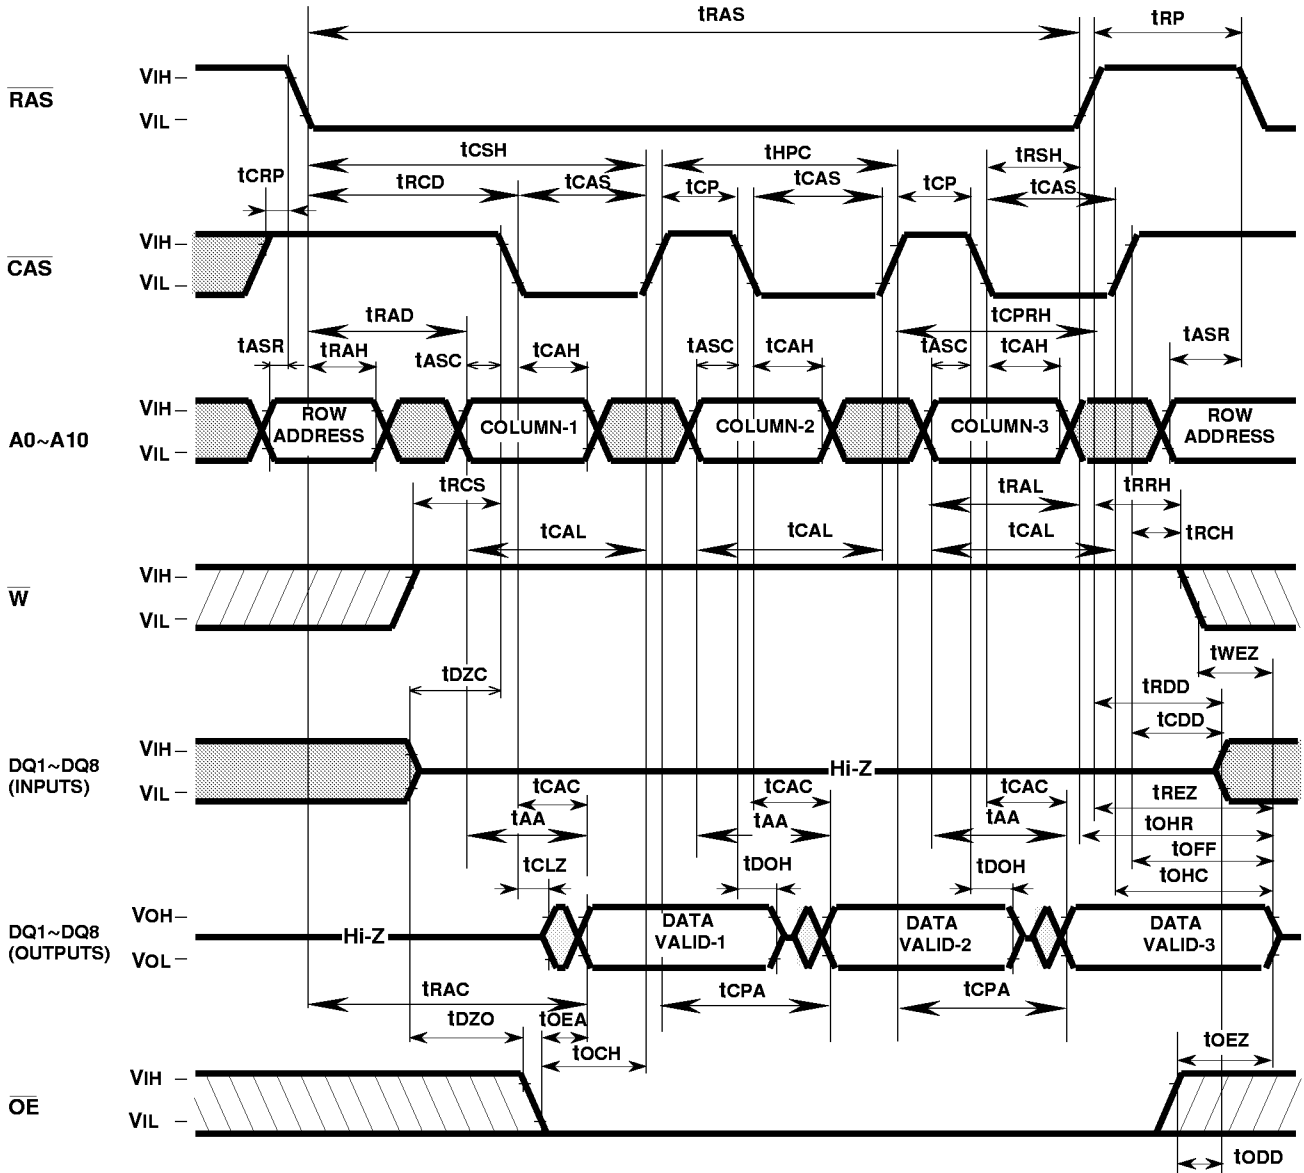 tRAS
tRP
RAS
VIH
VIL
tCSH
tHPC
tRSH
tCRP
tRCD
tCAS
tCP
tCAS
tCP
tCAS
CAS
VIH
VIL
tRAD
tCPRH
tASR
tRAH
tASC
tCAH
tASC
tCAH
tASC
tCAH
tASR
A0~A10
VIH
VIL
ROW
ADDRESS
COLUMN-1
COLUMN-2
COLUMN-3
ROW
ADDRESS
tRCS
tRAL
tRRH
tCAL
tCAL
tCAL
tRCH
W
VIH
VIL
tWEZ
tDZC
tRDD
tCDD
DQ1~DQ8
(INPUTS)
VIH
VIL
Hi-Z
tCAC
tCAC
tCAC
tREZ
tAA
tAA
tAA
tOHR
tCLZ
tDOH
tDOH
tOFF
tOHC
DQ1~DQ8
(OUTPUTS)
VOH
VOL
Hi-Z
DATA
VALID-1
DATA
VALID-2
DATA
VALID-3
tRAC
tCPA
tCPA
tDZO
tOEA
tOCH
tOEZ
OE
VIH
VIL
tODD